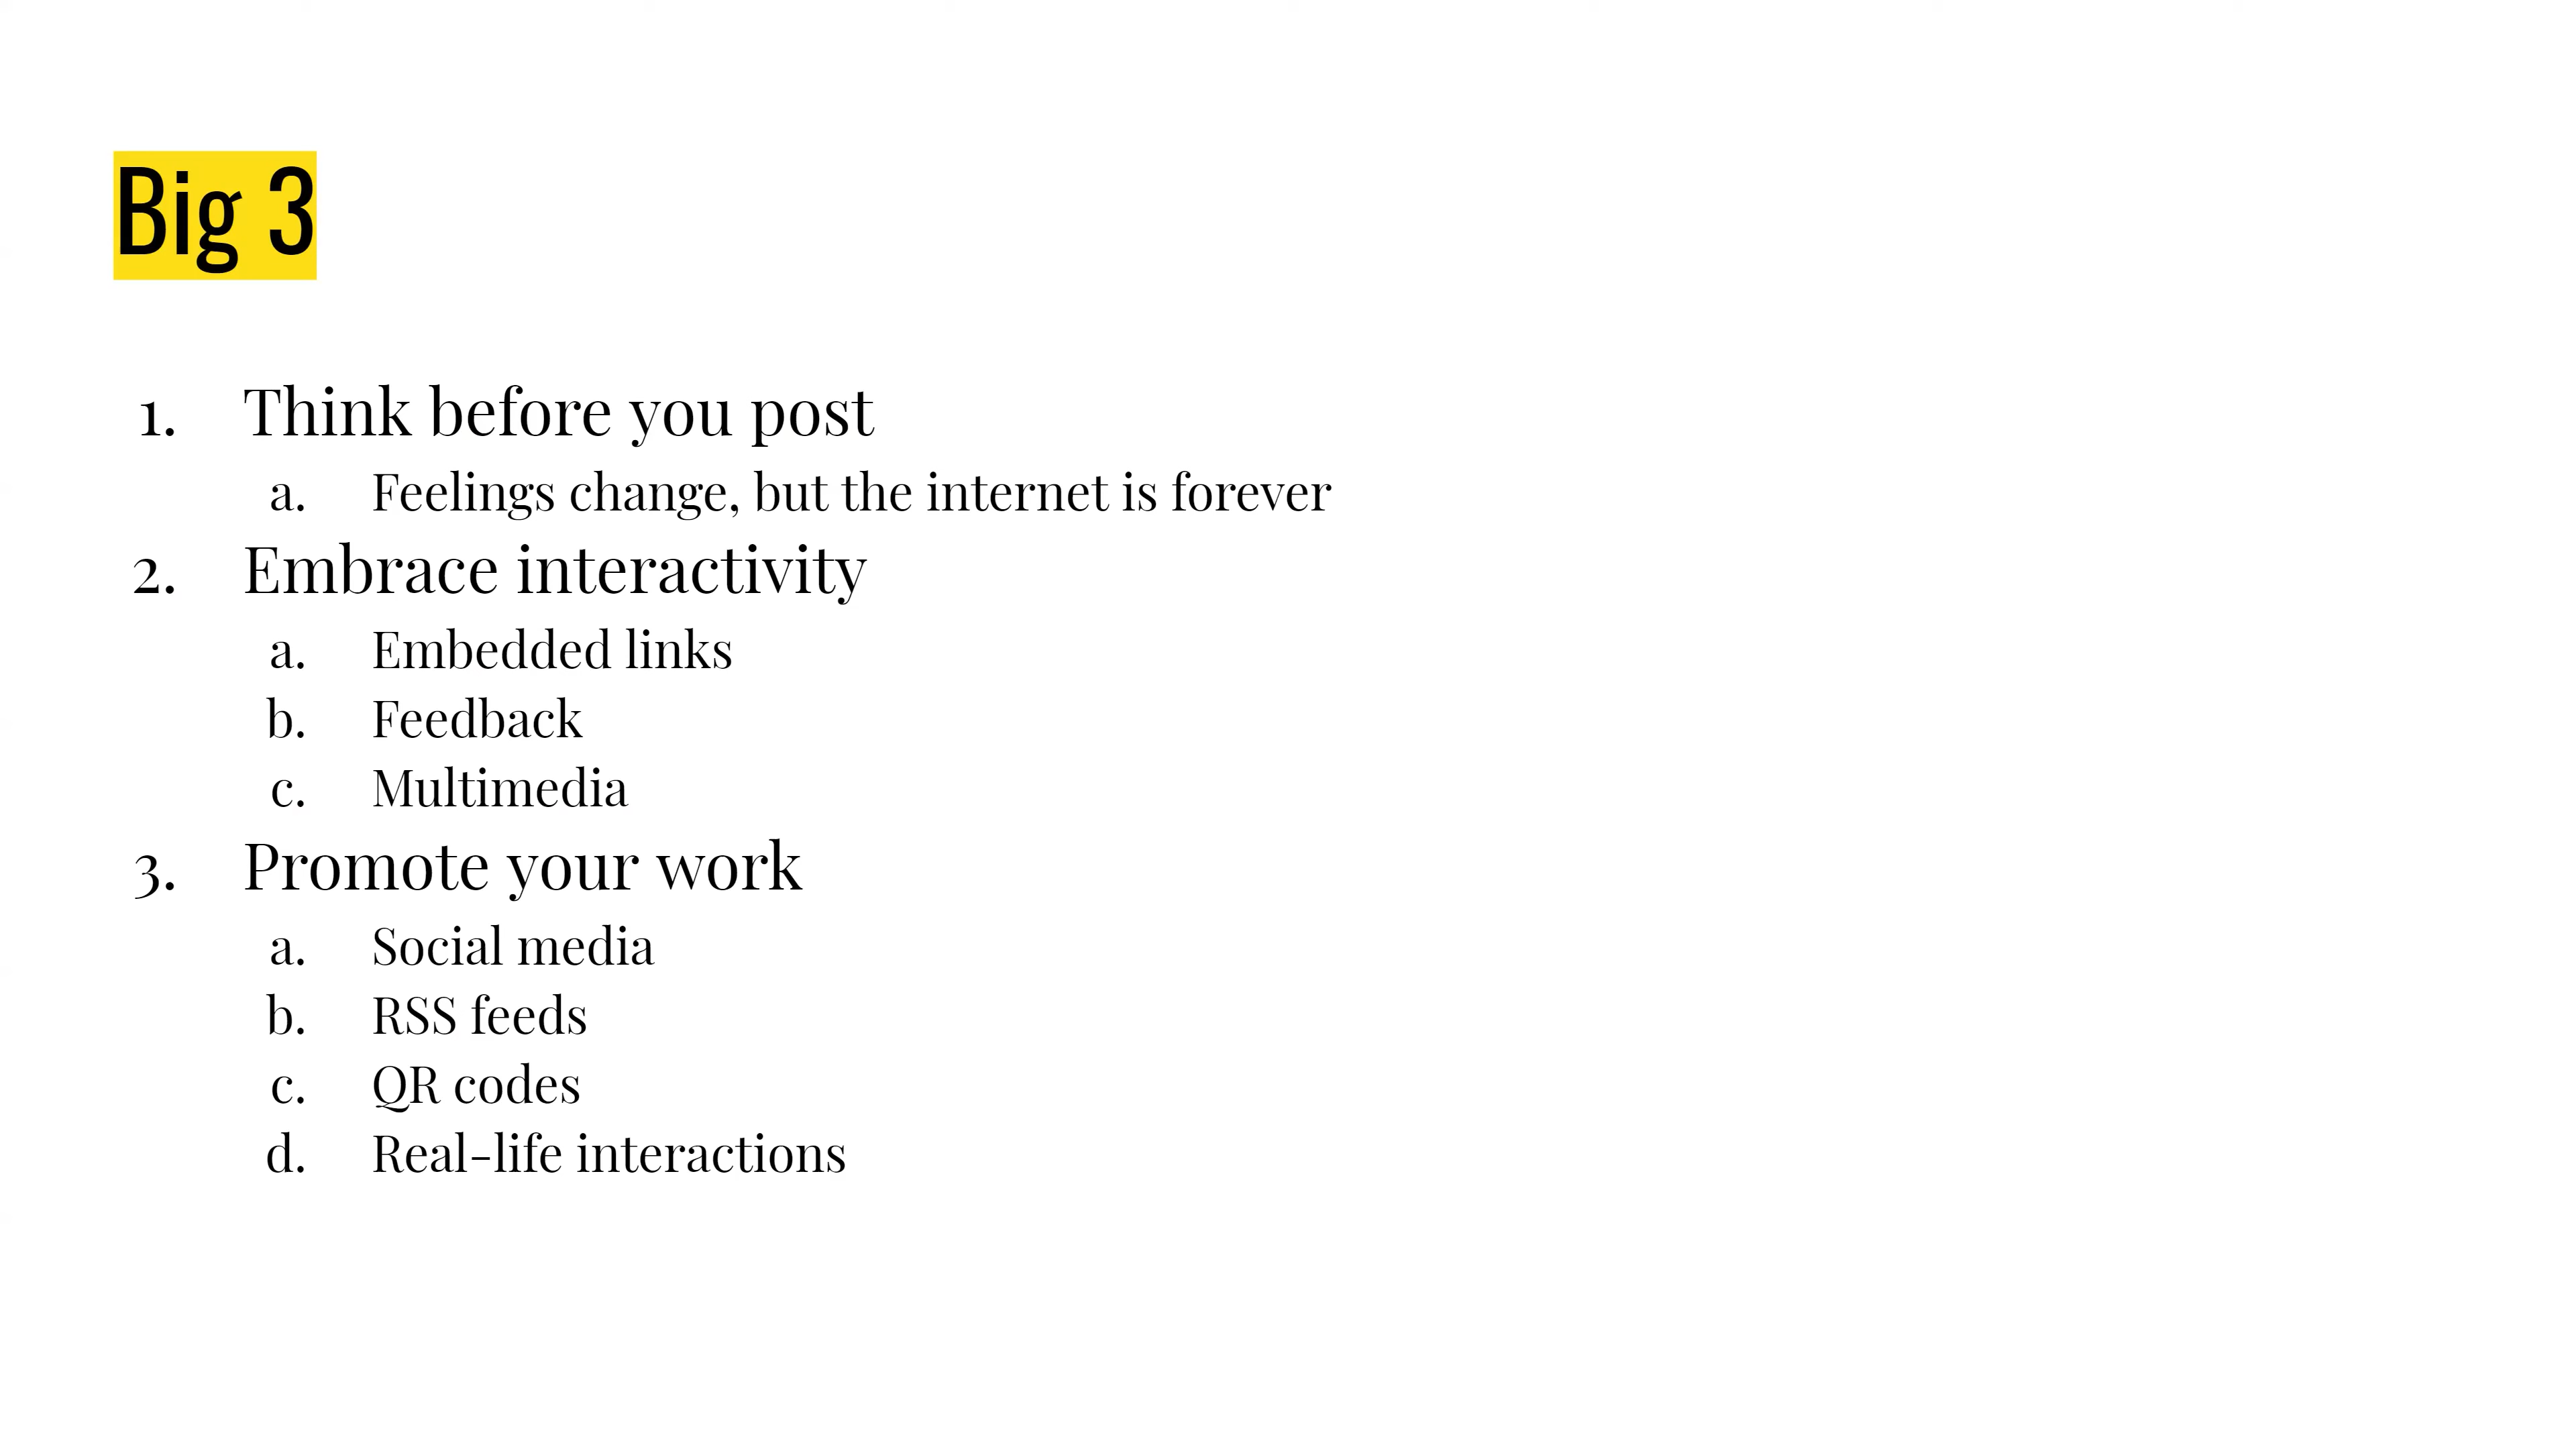 Big 3
1. Think before you post
a. Feelings change, but the internet is forever
2. Embrace interactivity
a. Embedded links
b. Feedback
c. Multimedia
3. Promote your work
a. Social media
b. RSS feeds
c. QR codes
d. Real-life interactions